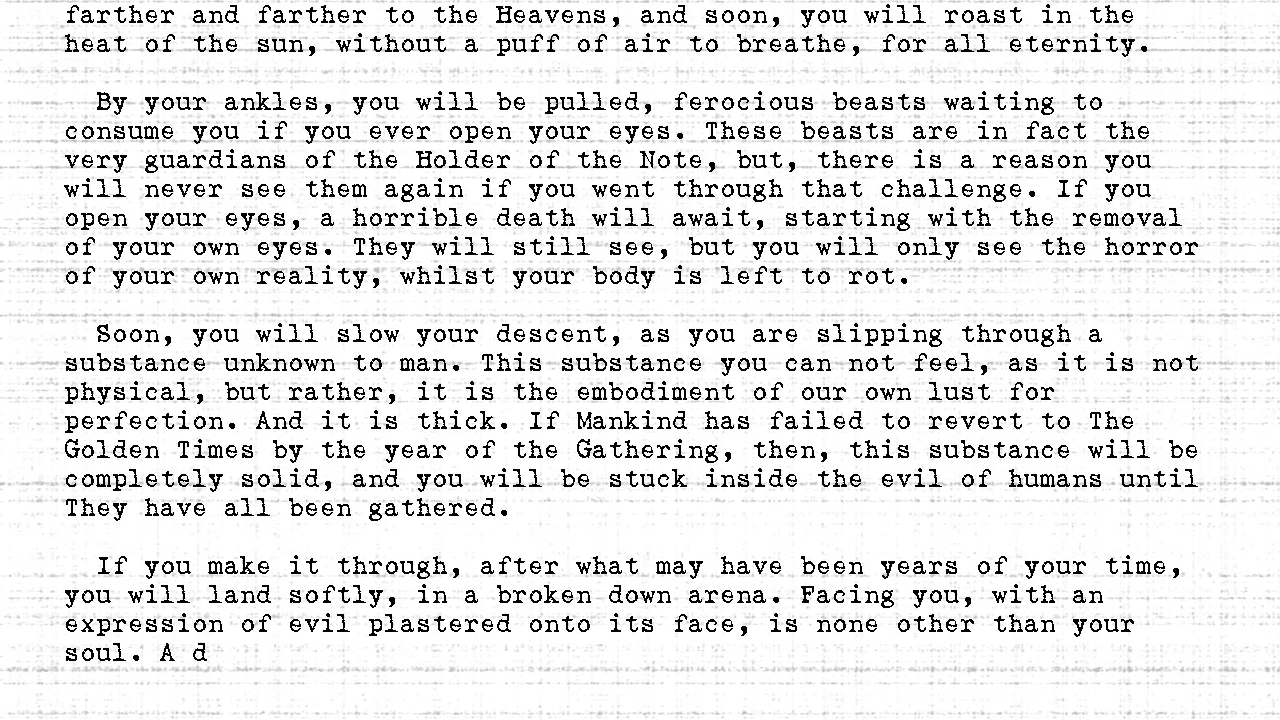 farther and farther to the Heavens, and soon, you will roast in the
heat of the sun, without a puff of air to breathe, for all eternity.
By your ankles, you will be pulled, ferocious beasts waiting to
consume you if you ever open your eyes. These beasts are in fact the
very guardians of the Holder of the Note, but, there is a reason you
will never see them again if you went through that challenge. If you
open your eyes, a horrible death will await, starting with the removal
of your own eyes. They will still see, but you will only see the horror
of your own reality, whilst your body is left to rot.
Soon, you will slow your descent, as you are slipping through a
substance unknown to man. This substance you can not feel, as it is not
physical, but rather, it is the embodiment of our own lust for
perfection. And it is thick. If Mankind has failed to revert to The
Golden Times by the year of the Gathering, then, this substance will be
completely solid, and you will be stuck inside the evil of humans until
They have all been gathered.
If you make it through, after what may have been years of your time,
you will land softly, in a broken down arena. Facing you, with an
expression of evil plastered onto its face, is none other than your
soul. A d